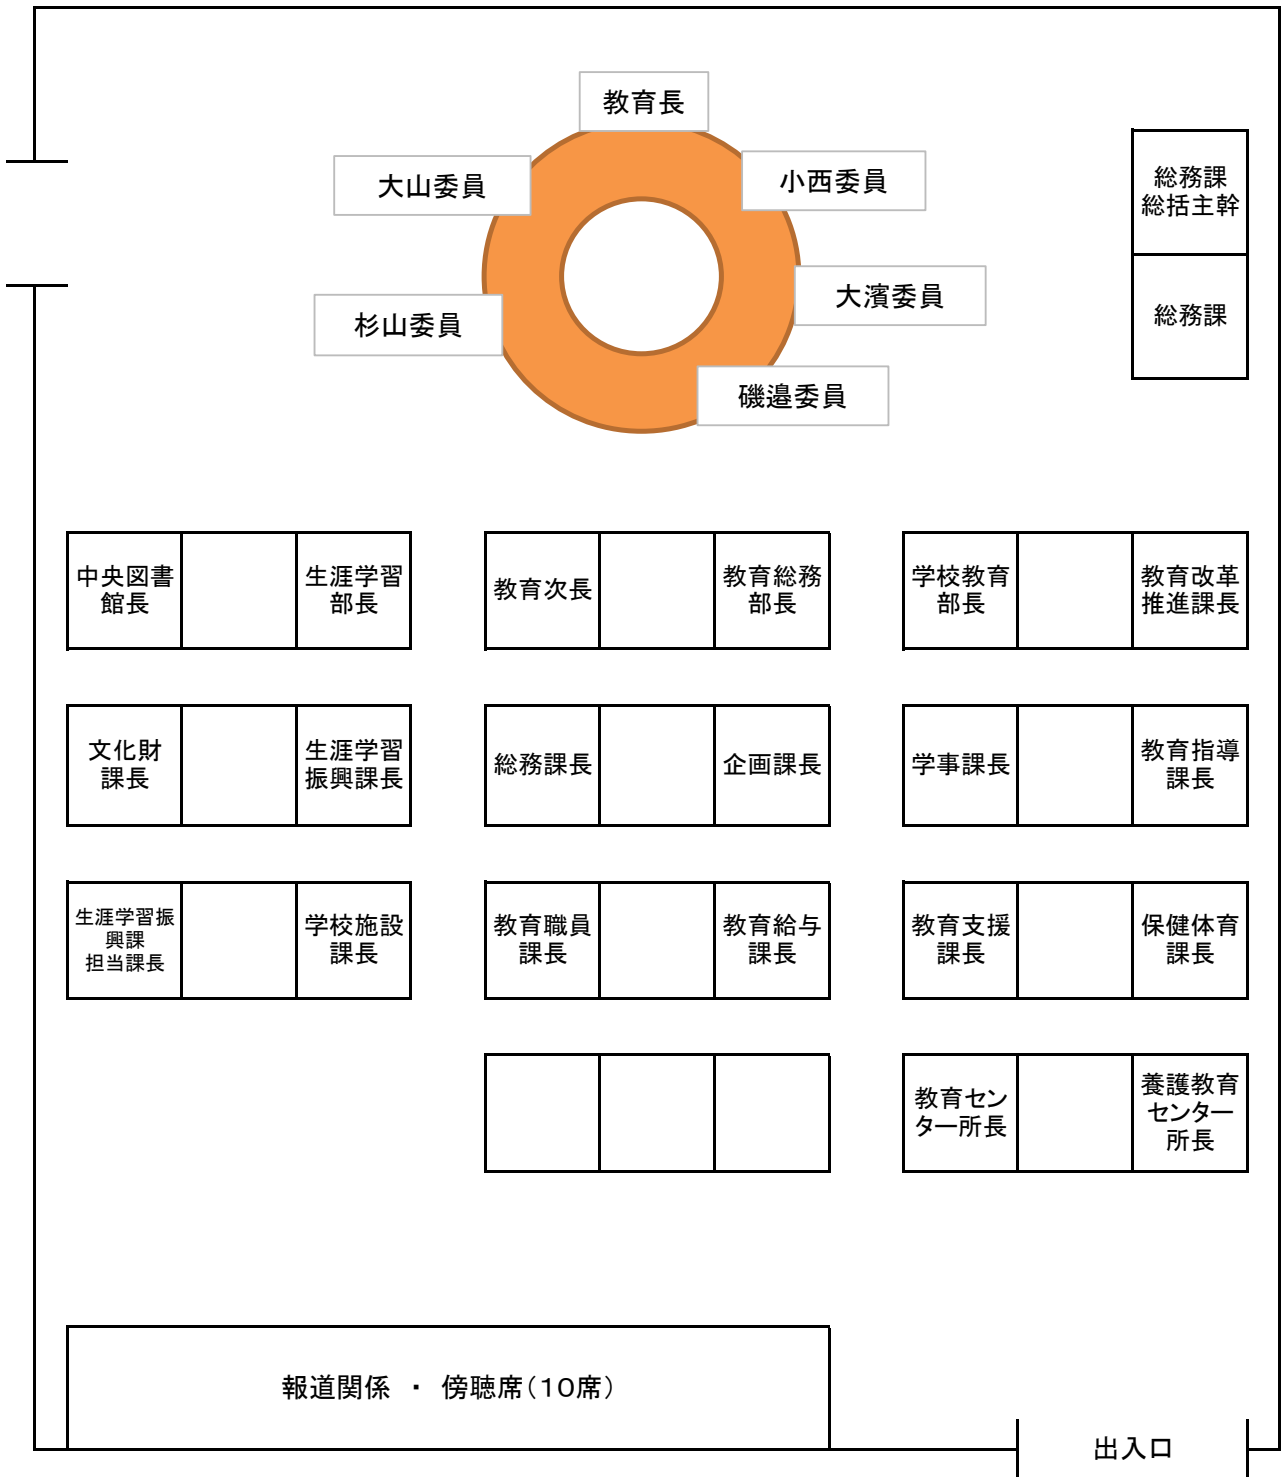 教育長
大山委員
小西委員
総務課
総括主幹
大濱委員
杉山委員
総務課
磯邉委員
中央図書
館長
生涯学習
部長
教育次長
教育総務
部長
学校教育
部長
教育改革
推進課長
文化財
課長
生涯学習
振興課長
総務課長
企画課長
学事課長
教育指導
課長
生涯学習振
興課
担当課長
学校施設
課長
教育職員
課長
教育給与
課長
教育支援
課長
保健体育
課長
教育セン
ター所長
養護教育
センター
所長
報道関係 ・ 傍聴席（１０席）
出入口